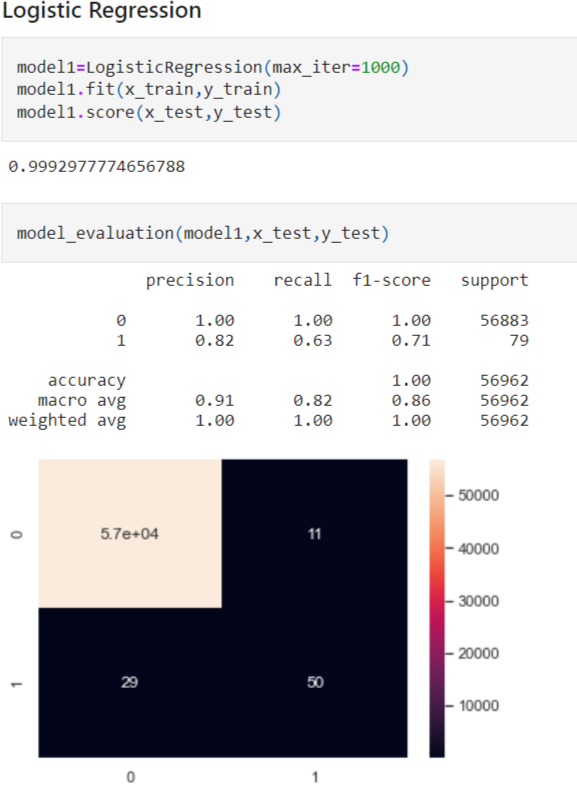 Logistic Regression
model1=LogisticRegression(max_iter=1000)
model1.fit(x_train,y_train)
model1.score(x_test,y_test)
0.9992977774656788
model_evaluation(model1,x_test,y_test)
precision recall f1-score support
0 1.00 1.00 1.00 56883
1 0.82 0.63 0.71 79
accuracy 1.00 56962
macro avg 0.91 0.82 0.86 56962
weighted avg 1.00 1.00 1.00 56962
50000
0 5.7e+04 11
40000
30000
20000
1 29 50
10000
0 1